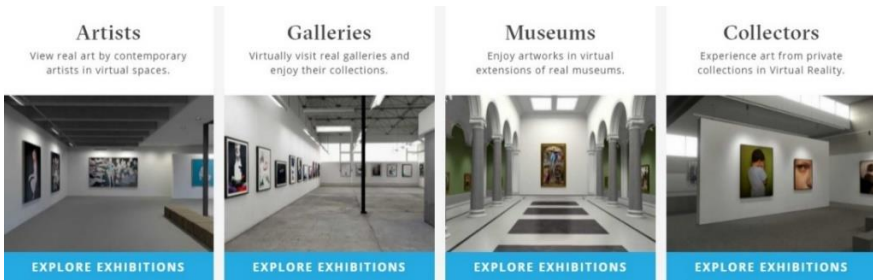 Artists
View real art by contemporary
artists in virtual spaces.
EXPLORE EXHIBITIONS
Galleries
Virtually visit real galleries and
enjoy their collections.
EXPLORE EXHIBITIONS
Museums
Enjoy artworks in virtual
extensions of real museums.
EXPLORE EXHIBITIONS
Collectors
Experience art from private
collections in Virtual Reality.
EXPLORE EXHIBITIONS